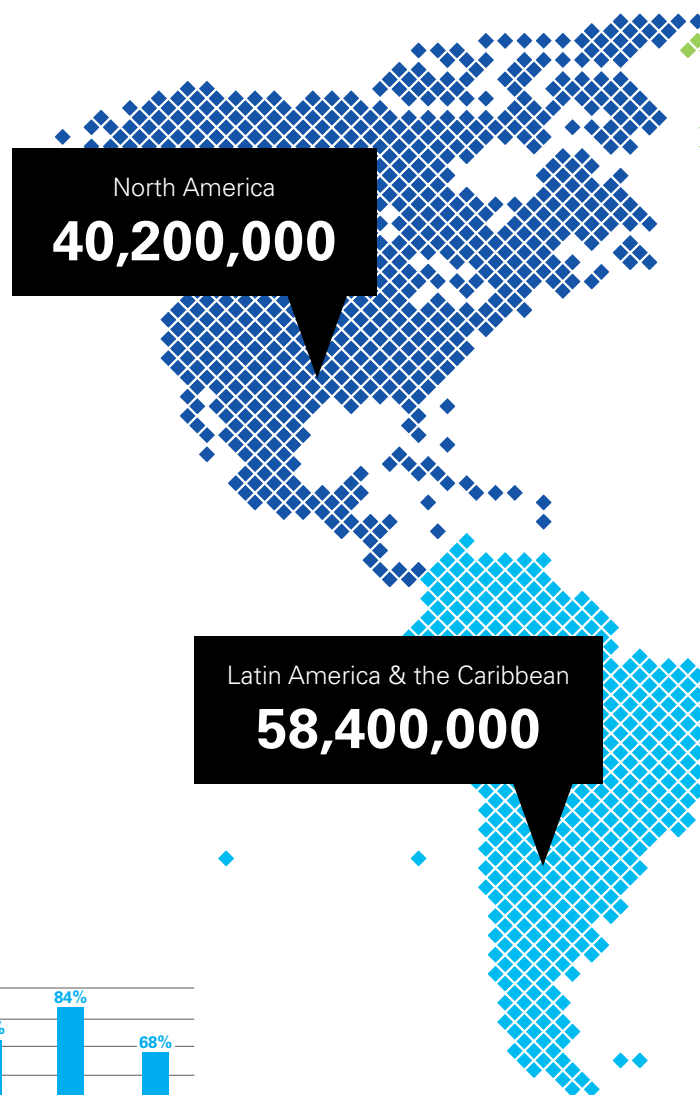 North America
40,200,000
Latin America & the Caribbean
58,400,000
84%
68%